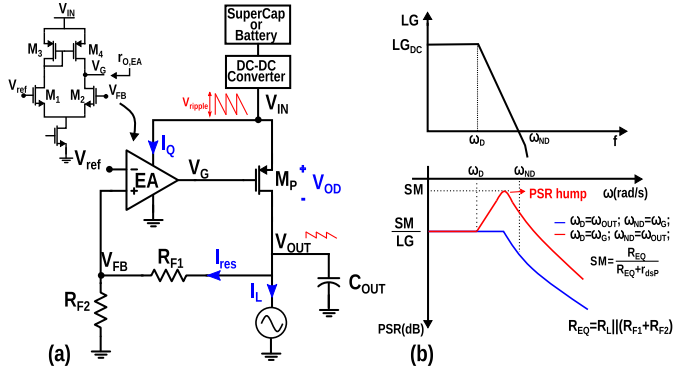 V_IN
M_3
M_4
V_G
r_O,EA
V_ref
M_1
M_2
V_FB
SuperCap
or
Battery
DC-DC
Converter
V_ripple
V_IN
I_Q
V_ref
EA
V_G
M_P
V_OD
V_FB
R_F1
I_res
V_OUT
R_F2
I_L
C_OUT
(a)
LG
LG_DC
ω_D
ω_ND
f
ω_D
ω_ND
SM
PSR hump
ω(rad/s)
SM
LG
ω_D=ω_OUT; ω_ND=ω_G;
ω_D=ω_G; ω_ND=ω_OUT;
SM= R_EQ
R_EQ+r_dsP
PSR(dB)
R_EQ=R_L||(R_F1+R_F2)
(b)